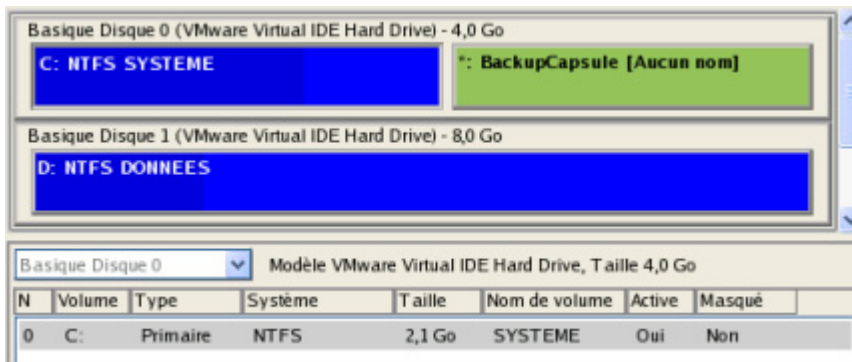 Basique Disque 0 (VMware Virtual IDE Hard Drive) - 4,0 Go
C: NTFS SYSTEME
*: BackupCapsule [Aucun nom]
Basique Disque 1 (VMware Virtual IDE Hard Drive) - 8,0 Go
D: NTFS DONNEES
Basique Disque 0 Modèle VMware Virtual IDE Hard Drive, Taille 4,0 Go
N Volume Type Système Taille Nom de volume Active Masqué
0 C: Primaire NTFS 2,1 Go SYSTEME Oui Non